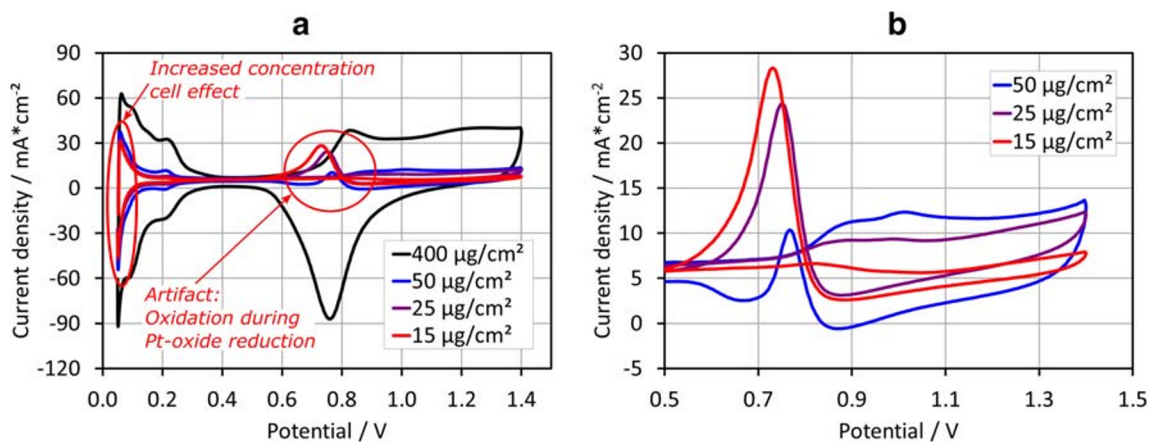 a
90
60
30
0
-30
-60
-90
-120
Current density / mA*cm-2
Increased concentration
cell effect
Artifact:
Oxidation during
Pt-oxide reduction
400 µg/cm²
50 µg/cm²
25 µg/cm²
15 µg/cm²
0.0 0.2 0.4 0.6 0.8 1.0 1.2 1.4
Potential / V
b
30
25
20
15
10
5
0
-5
Current density / mA*cm-2
50 µg/cm²
25 µg/cm²
15 µg/cm²
0.5 0.7 0.9 1.1 1.3 1.5
Potential / V